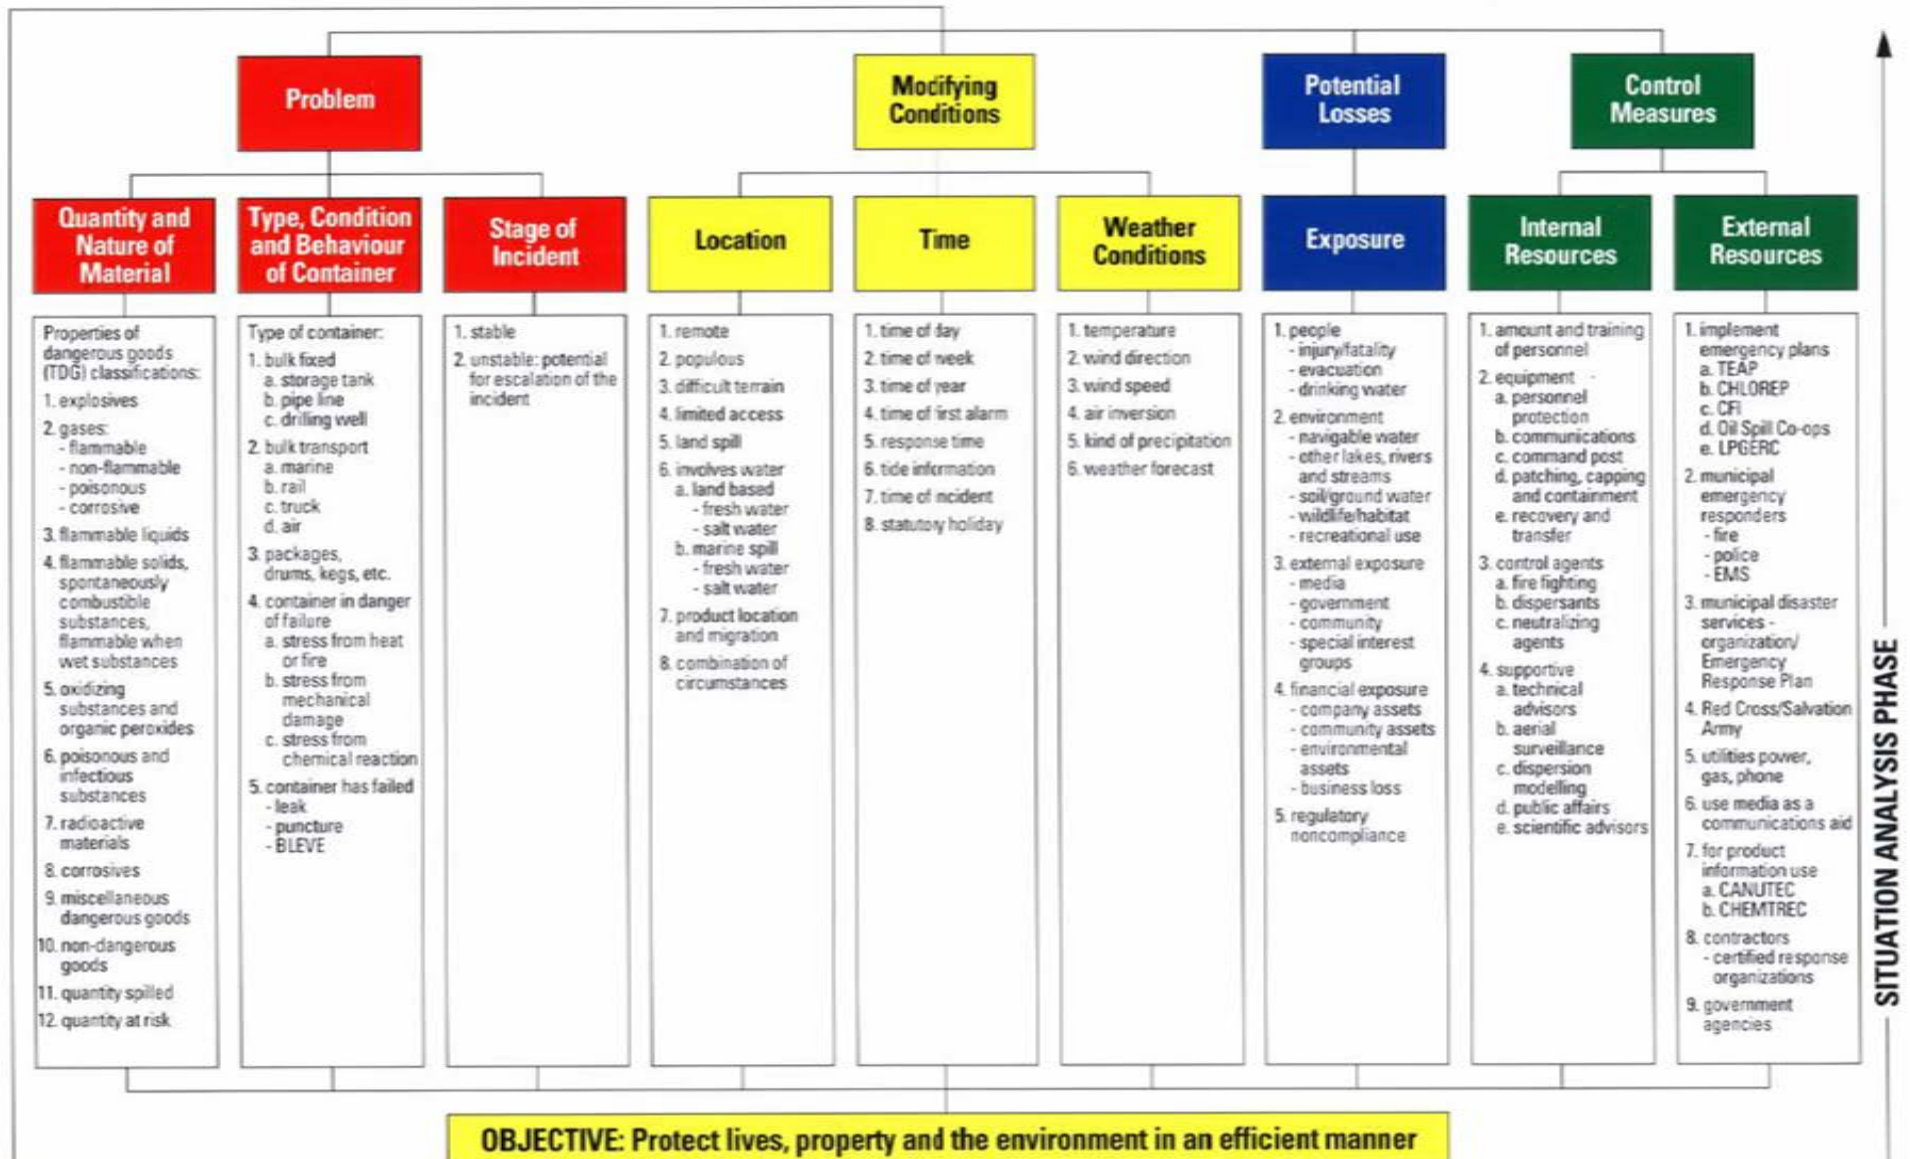 Problem
Modifying
Conditions
Potential
Losses
Control
Measures
Quantity and
Nature of
Material
Type, Condition
and Behaviour
of Container
Stage of
Incident
Location
Time
Weather
Conditions
Exposure
Internal
Resources
External
Resources
Properties of
dangerous goods
(TDG) classifications:
1. explosives
2. gases:
- flammable
- non-flammable
- poisonous
- corrosive
3. flammable liquids
4. flammable solids,
spontaneously
combustible
substances,
flammable when
wet substances
5. oxidizing
substances and
organic peroxides
6. poisonous and
infectious
substances
7. radioactive
materials
8. corrosives
9. miscellaneous
dangerous goods
10. non-dangerous
goods
11. quantity spilled
12. quantity at risk
Type of container:
1. bulk fixed
a. storage tank
b. pipe line
c. drilling well
2. bulk transport
a. marine
b. rail
c. truck
d. air
3. packages,
drums, kegs, etc.
4. container in danger
of failure
a. stress from heat
or fire
b. stress from
mechanical
damage
c. stress from
chemical reaction
5. container has failed
- leak
- puncture
- BLEVE
1. stable
2. unstable: potential
for escalation of the
incident
1. remote
2. populous
3. difficult terrain
4. limited access
5. land spill
6. involves water
a. land based
- fresh water
- salt water
b. marine spill
- fresh water
- salt water
7. product location
and migration
8. combination of
circumstances
1. time of day
2. time of week
3. time of year
4. time of first alarm
5. response time
6. tide information
7. time of incident
8. statutory holiday
1. temperature
2. wind direction
3. wind speed
4. air inversion
5. kind of precipitation
6. weather forecast
1. people
- injury/fatality
- evacuation
- drinking water
2. environment
- navigable water
- other lakes, rivers
and streams
- soil/ground water
- wildlife/habitat
- recreational use
3. external exposure
- media
- government
- community
- special interest
groups
4. financial exposure
- company assets
- community assets
- environmental
assets
- business loss
5. regulatory
noncompliance
1. amount and training
of personnel
2. equipment
a. personnel
protection
b. communications
c. command post
d. patching, capping
and containment
e. recovery and
transfer
3. control agents
a. fire fighting
b. dispersants
c. neutralizing
agents
4. supportive
a. technical
advisors
b. aerial
surveillance
c. dispersion
modelling
d. public affairs
e. scientific advisors
1. implement
emergency plans
a. TEAP
b. CHLOREP
c. CFI
d. Oil Spill Co-ops
e. LPGERC
2. municipal
emergency
responders
- fire
- police
- EMS
3. municipal disaster
services -
organization/
Emergency
Response Plan
4. Red Cross/Salvation
Army
5. utilities power,
gas, phone
6. use media as a
communications aid
7. for product
information use
a. CANUTEC
b. CHEMTREC
8. contractors
- certified response
organizations
9. government
agencies
SITUATION ANALYSIS PHASE
OBJECTIVE: Protect lives, property and the environment in an efficient manner